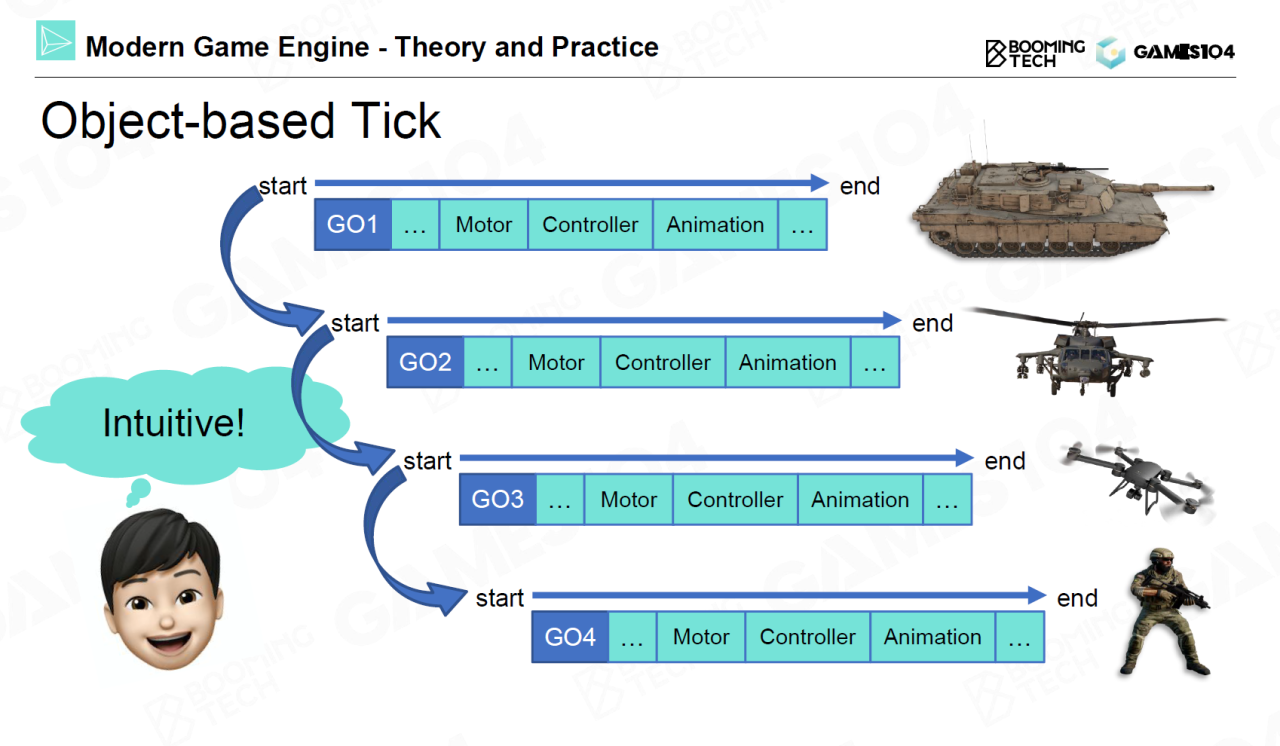 Modern Game Engine - Theory and Practice
BOOMING
TECH
GAMES104
Object-based Tick
start end
GO1 … Motor Controller Animation …
start end
GO2 … Motor Controller Animation …
Intuitive!
start end
GO3 … Motor Controller Animation …
start end
GO4 … Motor Controller Animation …